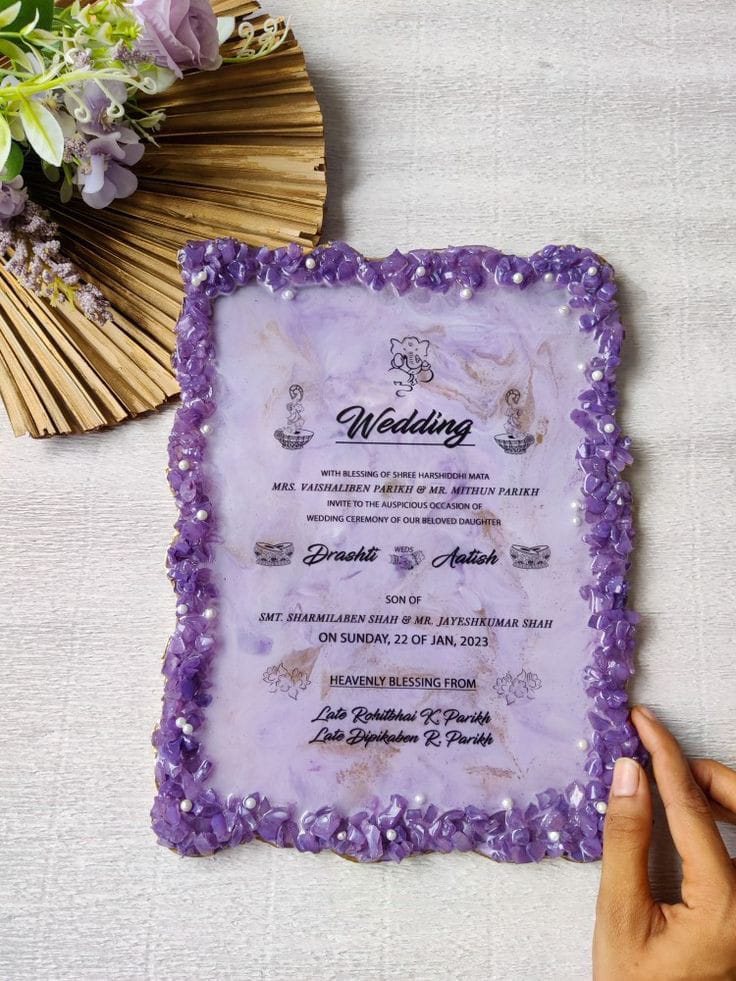 Wedding
WITH BLESSING OF SHREE HARSHIDDHI MATA
MRS. VAISHALIBEN PARIKH & MR. MITHUN PARIKH
INVITE TO THE AUSPICIOUS OCCASION OF
WEDDING CEREMONY OF OUR BELOVED DAUGHTER
Drashti WEDS Aatish
SON OF
SMT. SHARMILABEN SHAH & MR. JAYESHKUMAR SHAH
ON SUNDAY, 22 OF JAN, 2023
HEAVENLY BLESSING FROM
Late Rohitbhai K. Parikh
Late Dipikaben R. Parikh